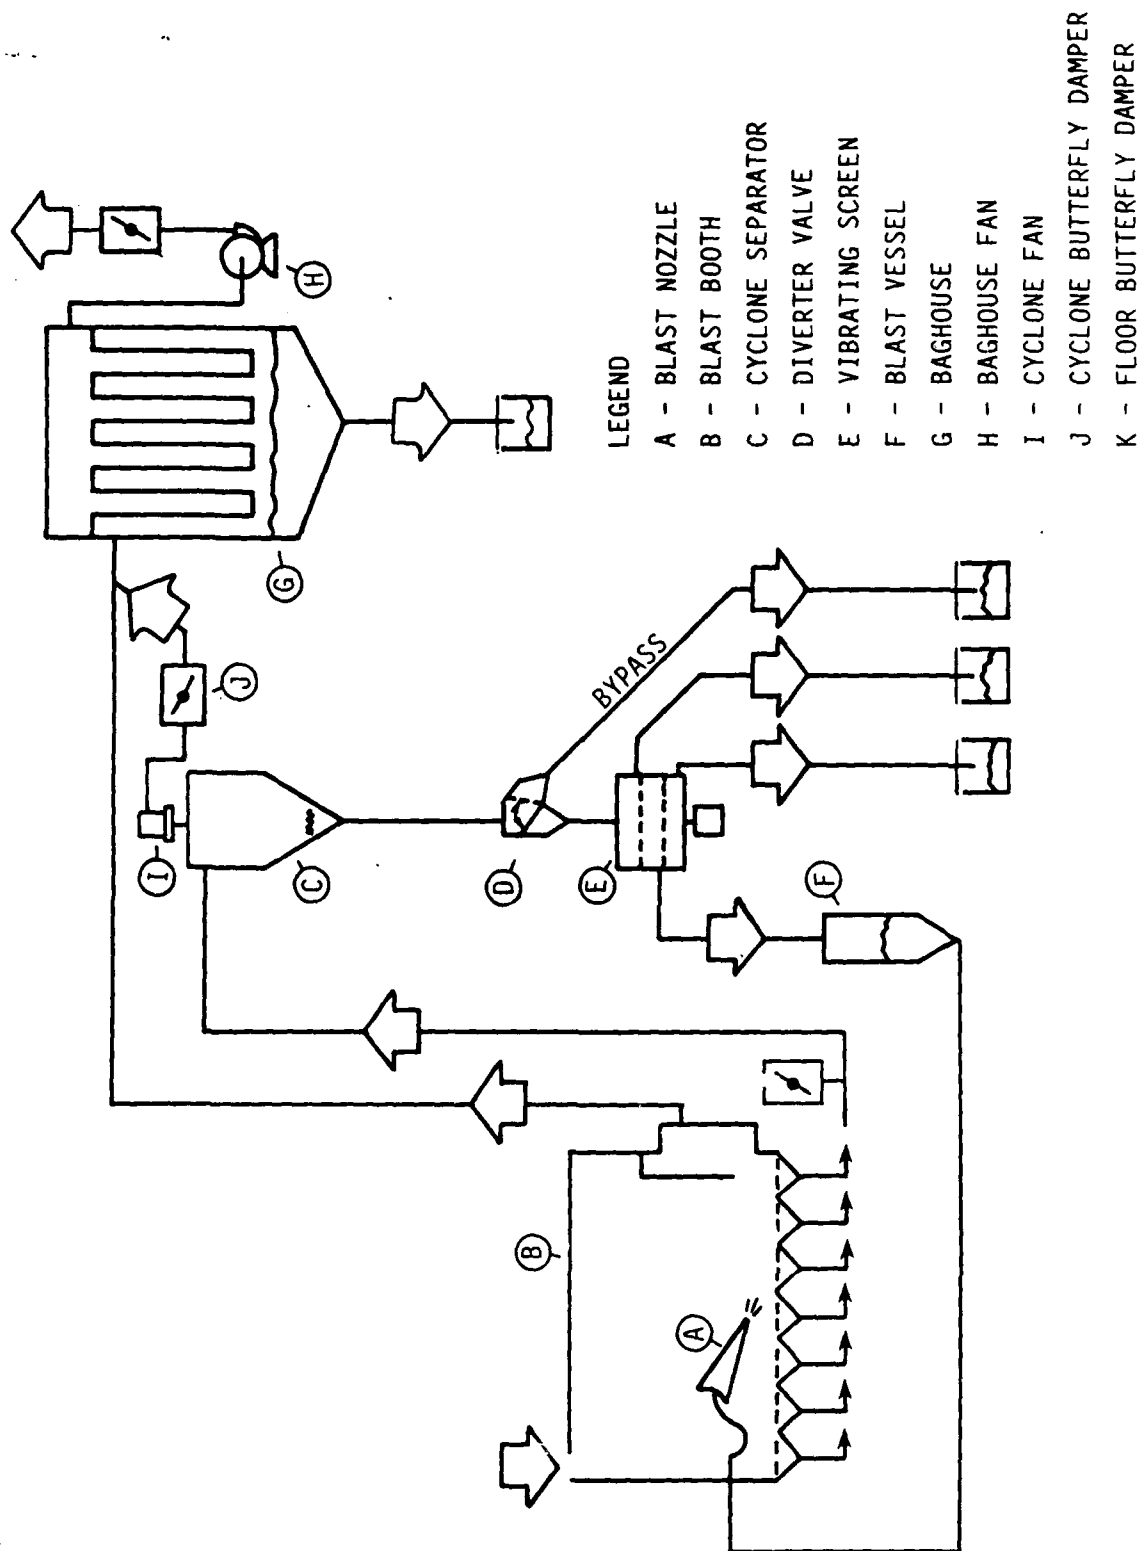 H
G
J
I
C
D
BYPASS
E
F
B
A
LEGEND
A - BLAST NOZZLE
B - BLAST BOOTH
C - CYCLONE SEPARATOR
D - DIVERTER VALVE
E - VIBRATING SCREEN
F - BLAST VESSEL
G - BAGHOUSE
H - BAGHOUSE FAN
I - CYCLONE FAN
J - CYCLONE BUTTERFLY DAMPER
K - FLOOR BUTTERFLY DAMPER